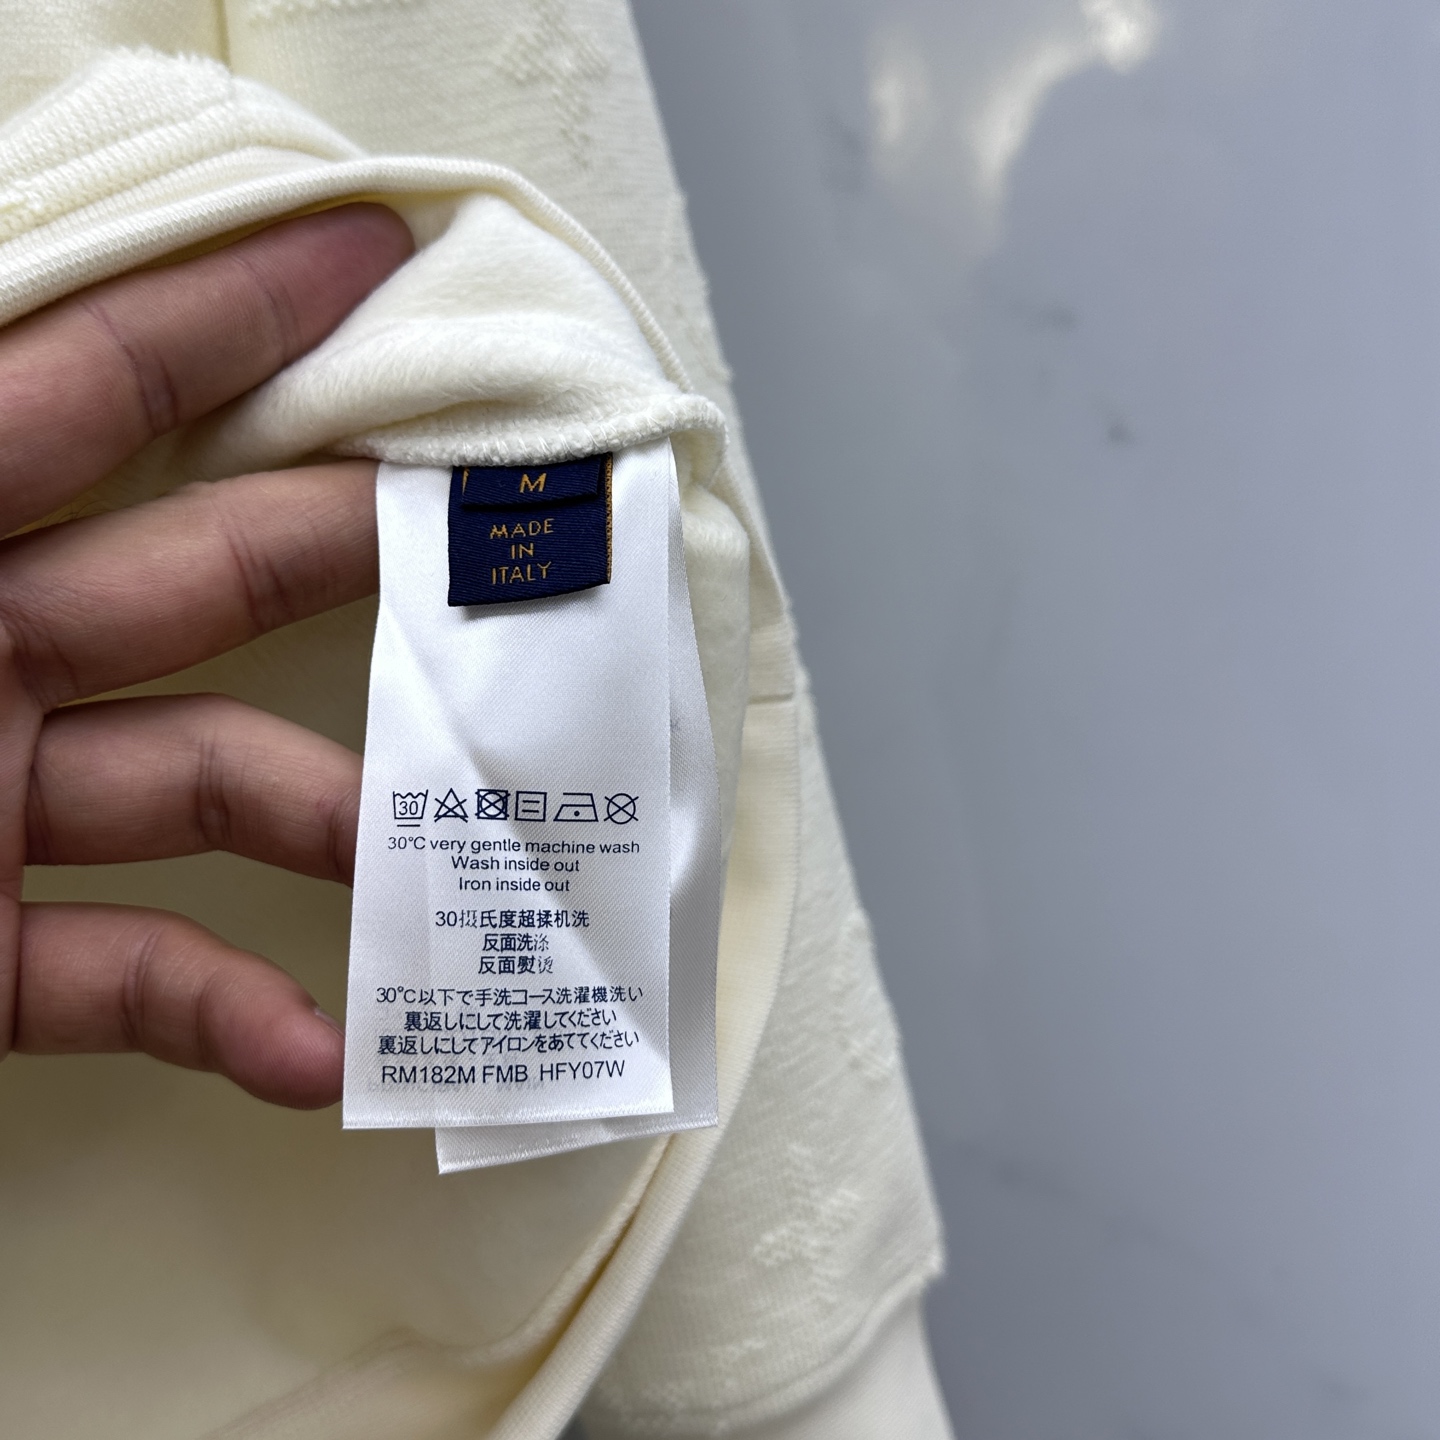 M
MADE
IN
ITALY
30
30°C very gentle machine wash
Wash inside out
Iron inside out
30摄氏度超揉机洗
反面洗涤
反面熨烫
30°C以下で手洗コース洗濯機洗い
裏返しにして洗濯してください
裏返しにしてアイロンをあててください
RM182M FMB HFY07W